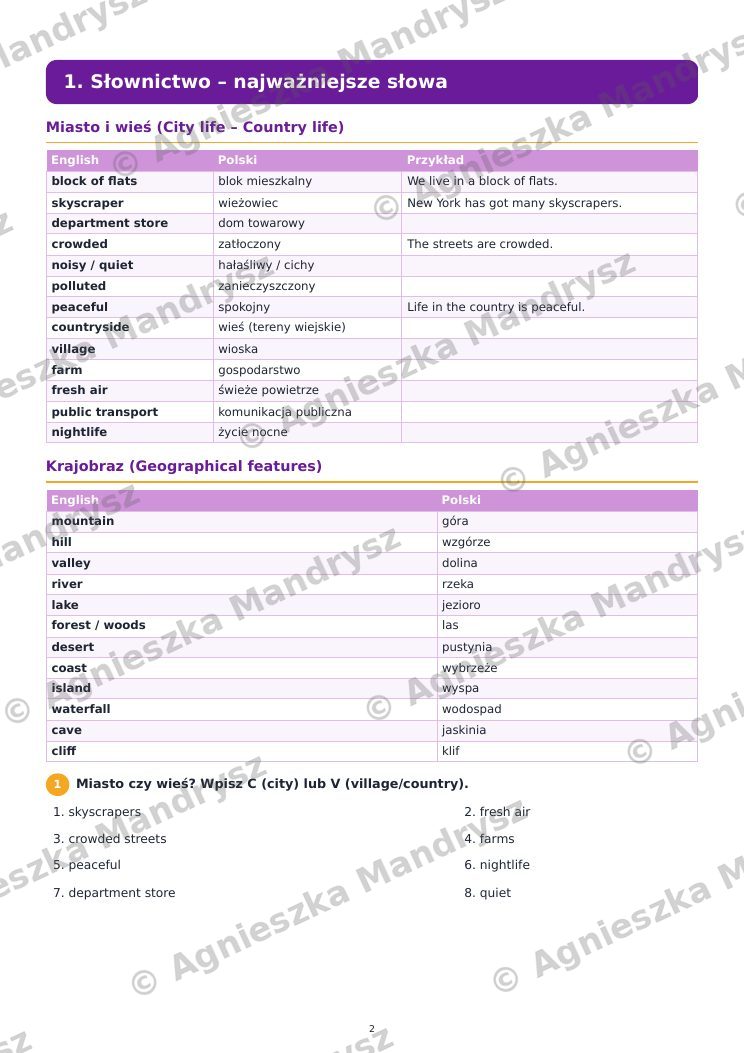 1. Słownictwo – najważniejsze słowa
Miasto i wieś (City life – Country life)
English Polski Przykład
block of flats blok mieszkalny We live in a block of flats.
skyscraper wieżowiec New York has got many skyscrapers.
department store dom towarowy
crowded zatłoczony The streets are crowded.
noisy / quiet hałaśliwy / cichy
polluted zanieczyszczony
peaceful spokojny Life in the country is peaceful.
countryside wieś (tereny wiejskie)
village wioska
farm gospodarstwo
fresh air świeże powietrze
public transport komunikacja publiczna
nightlife życie nocne
Krajobraz (Geographical features)
English Polski
mountain góra
hill wzgórze
valley dolina
river rzeka
lake jezioro
forest / woods las
desert pustynia
coast wybrzeże
island wyspa
waterfall wodospad
cave jaskinia
cliff klif
1 Miasto czy wieś? Wpisz C (city) lub V (village/country).
1. skyscrapers 2. fresh air
3. crowded streets 4. farms
5. peaceful 6. nightlife
7. department store 8. quiet
2
© Agnieszka Mandrysz